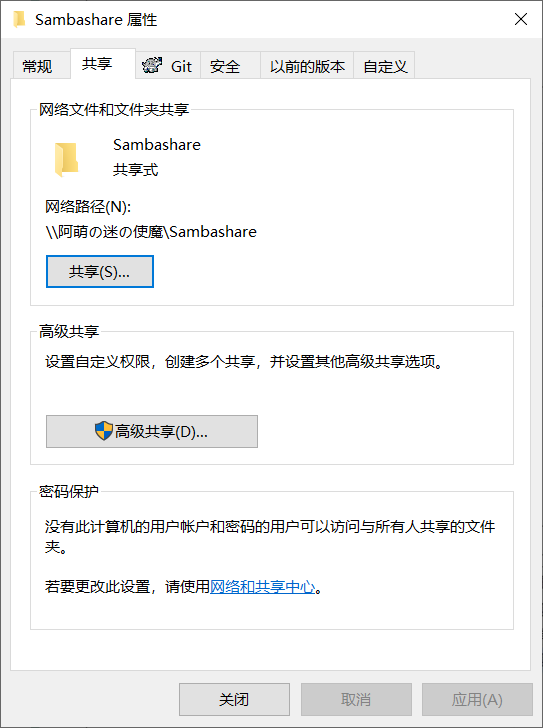 Sambashare 属性
常规
共享
Git
安全
以前的版本
自定义
网络文件和文件夹共享
Sambashare
共享式
网络路径(N):
\\阿萌の迷の使魔\Sambashare
共享(S)...
高级共享
设置自定义权限，创建多个共享，并设置其他高级共享选项。
高级共享(D)...
密码保护
没有此计算机的用户帐户和密码的用户可以访问与所有人共享的文件
夹。
若要更改此设置，请使用网络和共享中心。
关闭
取消
应用(A)